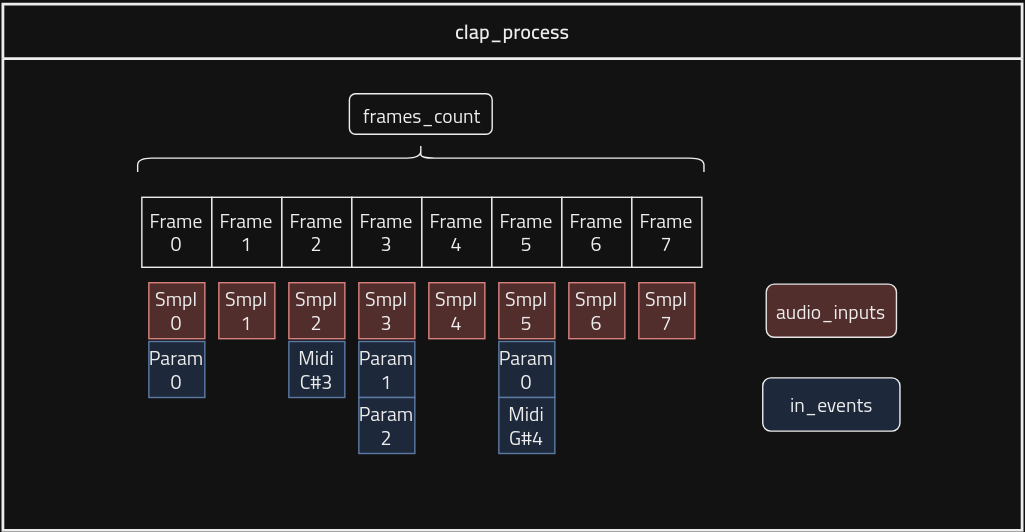 clap_process
frames_count
Frame Frame Frame Frame Frame Frame Frame Frame
0 1 2 3 4 5 6 7
Smpl Smpl Smpl Smpl Smpl Smpl Smpl Smpl
0 1 2 3 4 5 6 7
audio_inputs
Param Midi Param Param
0 C#3 1 0
Param Midi
2 G#4
in_events